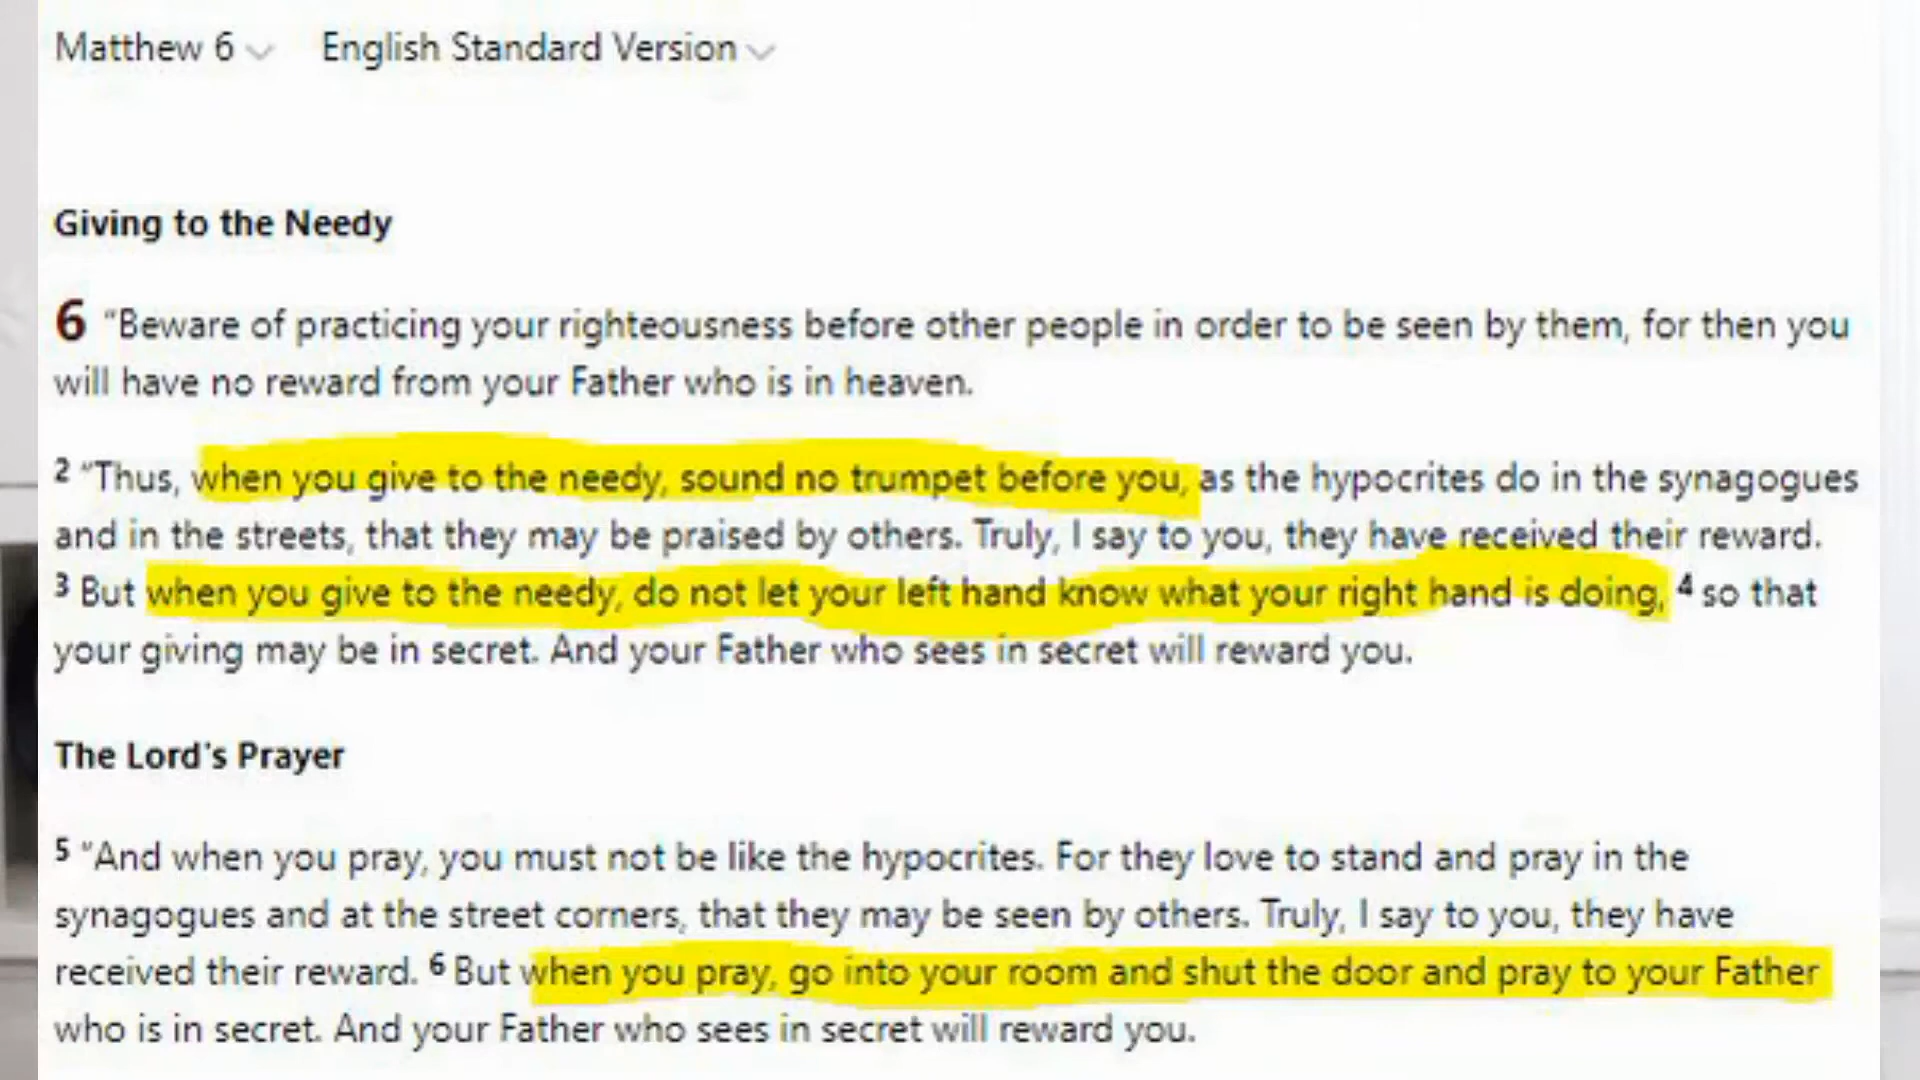 Matthew 6 English Standard Version
Giving to the Needy
6 “Beware of practicing your righteousness before other people in order to be seen by them, for then you
will have no reward from your Father who is in heaven.
2 “Thus, when you give to the needy, sound no trumpet before you, as the hypocrites do in the synagogues
and in the streets, that they may be praised by others. Truly, I say to you, they have received their reward.
3 But when you give to the needy, do not let your left hand know what your right hand is doing, 4 so that
your giving may be in secret. And your Father who sees in secret will reward you.
The Lord's Prayer
5 “And when you pray, you must not be like the hypocrites. For they love to stand and pray in the
synagogues and at the street corners, that they may be seen by others. Truly, I say to you, they have
received their reward. 6 But when you pray, go into your room and shut the door and pray to your Father
who is in secret. And your Father who sees in secret will reward you.